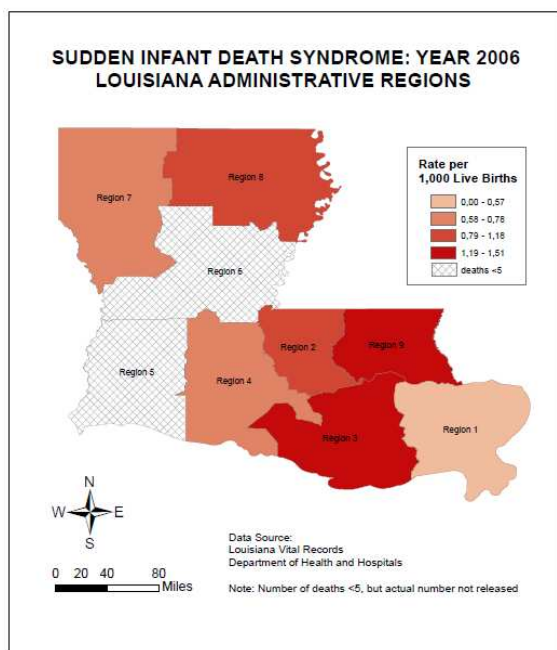 SUDDEN INFANT DEATH SYNDROME: YEAR 2006
LOUISIANA ADMINISTRATIVE REGIONS
Rate per
1,000 Live Births
0,00 - 0,57
0,58 - 0,78
0,79 - 1,18
1,19 - 1,51
deaths <5
Region 8
Region 7
Region 6
Region 2
Region 9
Region 5
Region 4
Region 1
Region 3
N
W E
S
0 20 40 80
Miles
Data Source:
Louisiana Vital Records
Department of Health and Hospitals
Note: Number of deaths <5, but actual number not released